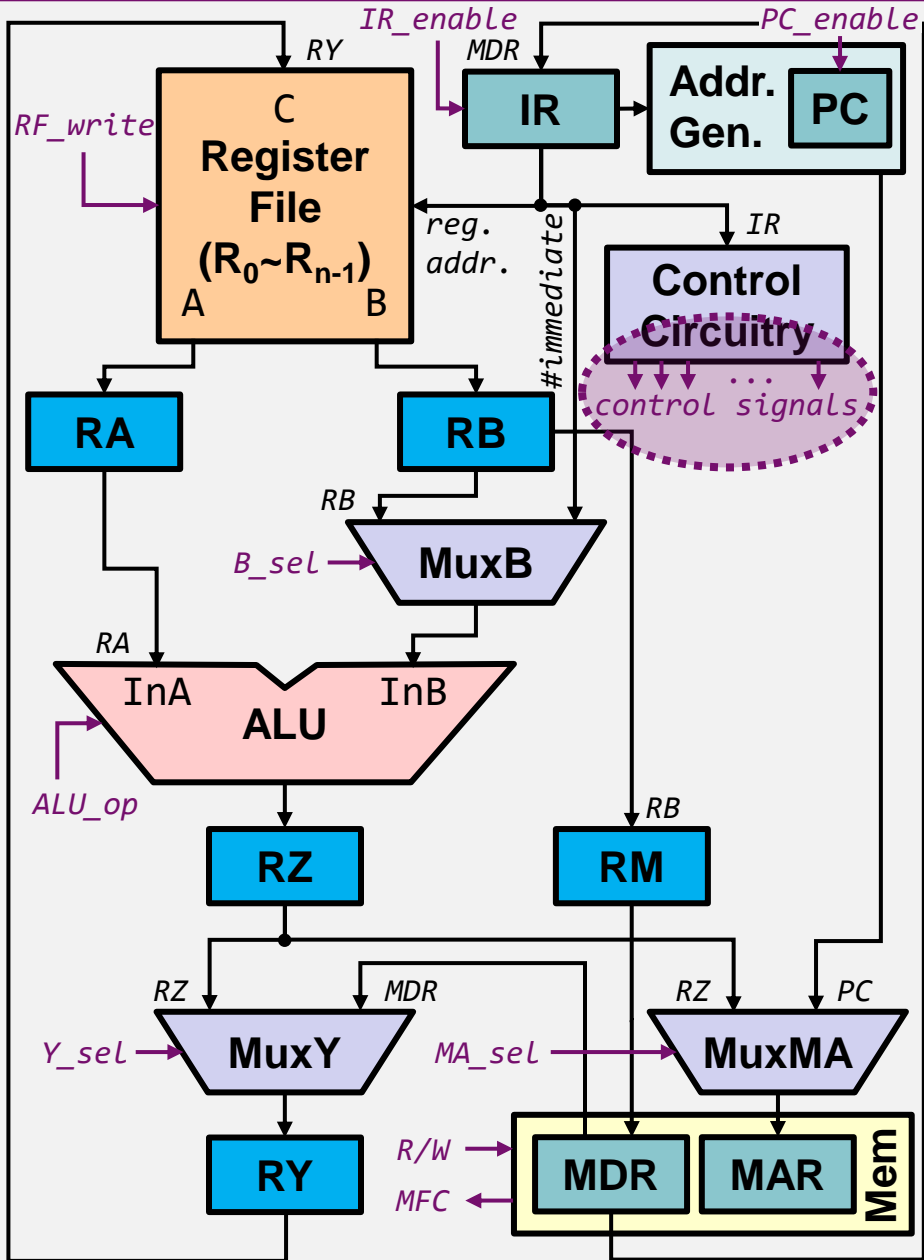 IR_enable
PC_enable
RY
MDR
C
Register
File
(R0~Rn-1)
A
B
RF_write
IR
Addr.
Gen.
PC
reg.
addr.
#immediate
IR
Control
Circuitry
...
control signals
RA
RB
RB
B_sel
MuxB
RA
InA
InB
ALU
ALU_op
RB
RZ
RM
RZ
MDR
RZ
PC
Y_sel
MuxY
MA_sel
MuxMA
R/W
MFC
RY
MDR
MAR
Mem